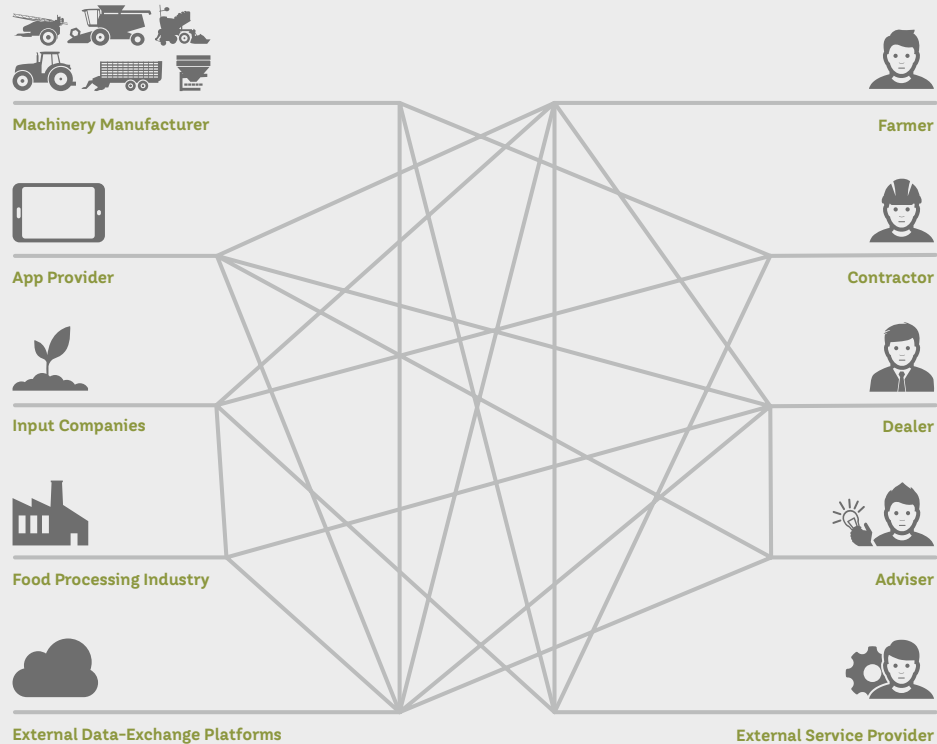 Machinery Manufacturer
Farmer
App Provider
Contractor
Input Companies
Dealer
Food Processing Industry
Adviser
External Data-Exchange Platforms
External Service Provider